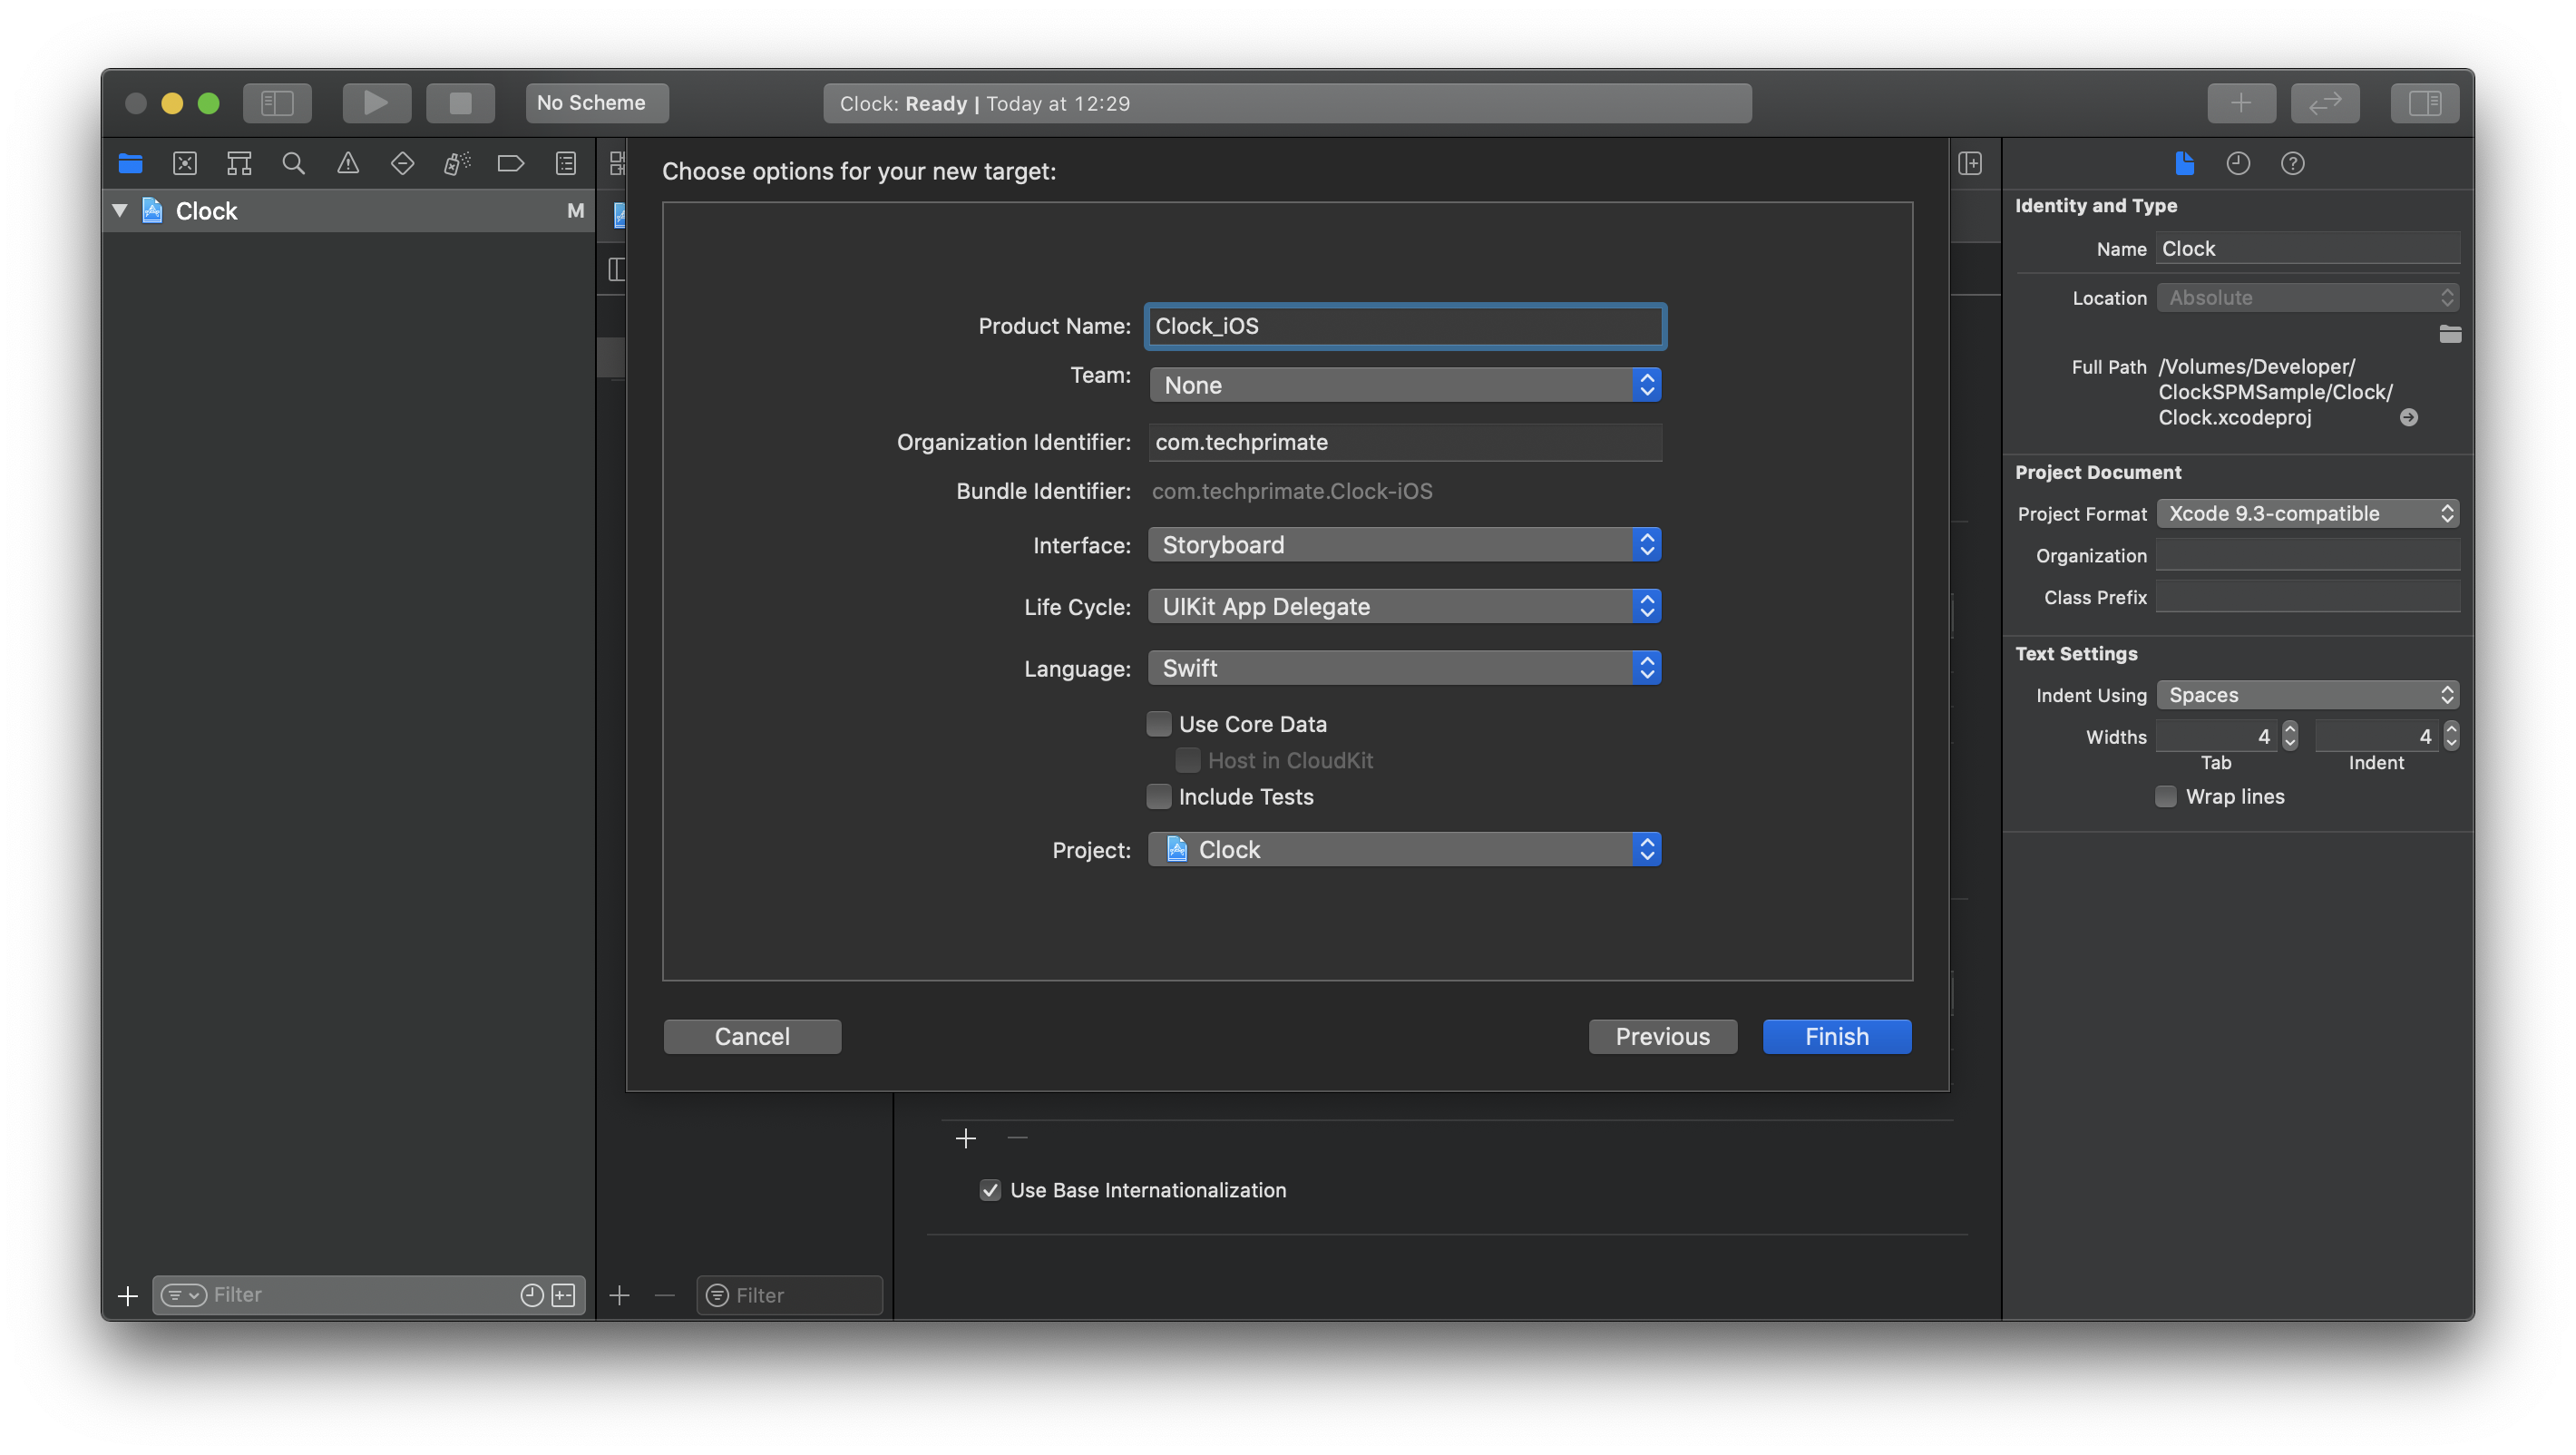 No Scheme
Clock: Ready | Today at 12:29
Clock
M
Choose options for your new target:
Product Name: Clock_iOS
Team: None
Organization Identifier: com.techprimate
Bundle Identifier: com.techprimate.Clock-iOS
Interface: Storyboard
Life Cycle: UIKit App Delegate
Language: Swift
Use Core Data
Host in CloudKit
Include Tests
Project: Clock
Cancel
Previous
Finish
Use Base Internationalization
Filter
Filter
Identity and Type
Name Clock
Location Absolute
Full Path /Volumes/Developer/
ClockSPMSample/Clock/
Clock.xcodeproj
Project Document
Project Format Xcode 9.3-compatible
Organization
Class Prefix
Text Settings
Indent Using Spaces
Widths 4 4
Tab Indent
Wrap lines